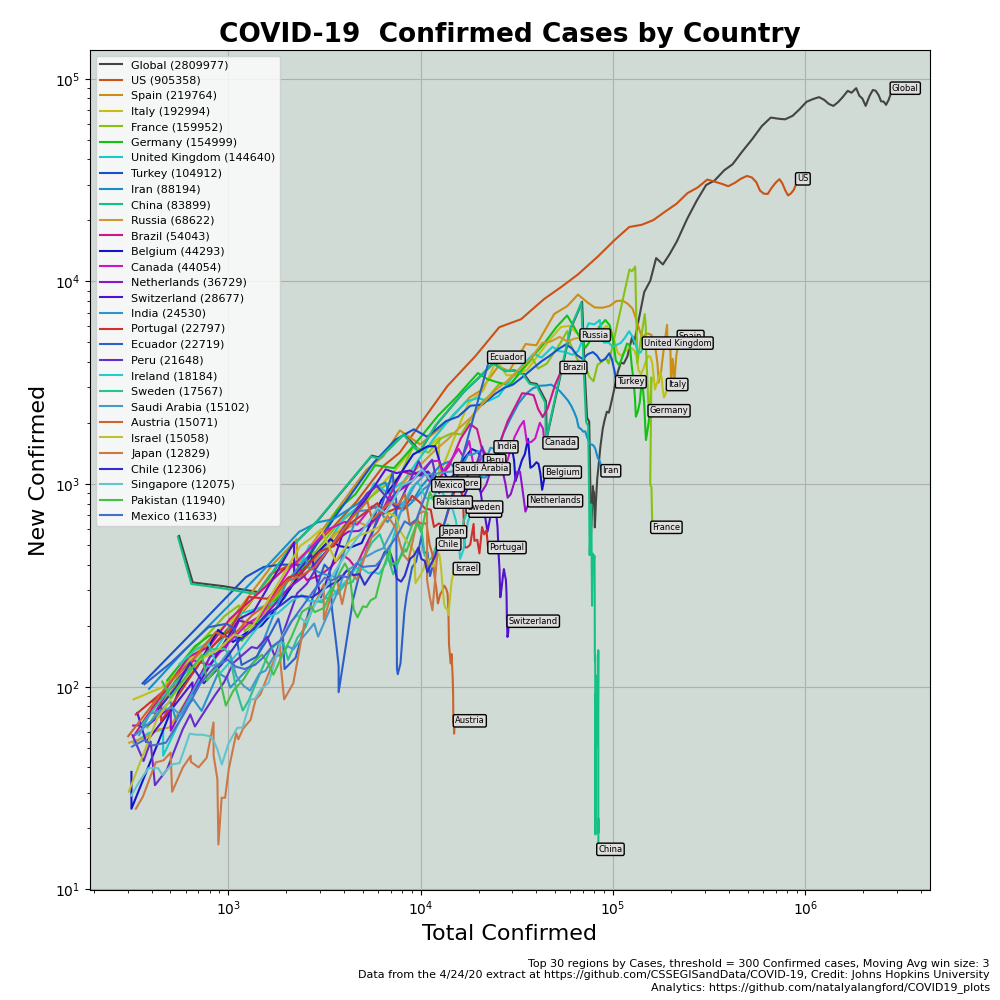 COVID-19  Confirmed Cases by Country
Global (2809977)
US (905358)
Spain (219764)
Italy (192994)
France (159952)
Germany (154999)
United Kingdom (144640)
Turkey (104912)
Iran (88194)
China (83899)
Russia (68622)
Brazil (54043)
Belgium (44293)
Canada (44054)
Netherlands (36729)
Switzerland (28677)
India (24530)
Portugal (22797)
Ecuador (22719)
Peru (21648)
Ireland (18184)
Sweden (17567)
Saudi Arabia (15102)
Austria (15071)
Israel (15058)
Japan (12829)
Chile (12306)
Singapore (12075)
Pakistan (11940)
Mexico (11633)
Global
US
Russia
Spain
United Kingdom
Ecuador
Brazil
Turkey
Italy
Germany
Canada
India
Peru
Saudi Arabia
Belgium
Iran
Mexico
Pakistan
Sweden
Netherlands
France
Japan
Chile
Portugal
Israel
Switzerland
Austria
China
10⁵
10⁴
10³
10²
10¹
New Confirmed
10³
10⁴
10⁵
10⁶
Total Confirmed
Top 30 regions by Cases, threshold = 300 Confirmed cases, Moving Avg win size: 3
Data from the 4/24/20 extract at https://github.com/CSSEGISandData/COVID-19, Credit: Johns Hopkins University
Analytics: https://github.com/natalyalangford/COVID19_plots